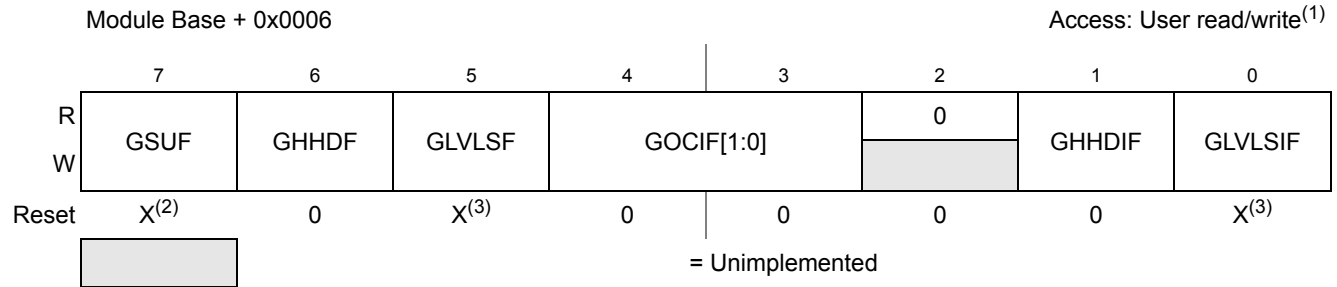 Module Base + 0x0006 Access: User read/write(1)
7 6 5 4 3 2 1 0
R GSUF GHHDF GLVLSF GOCIF[1:0] 0 GHHDIF GLVLSIF
W
Reset X(2) 0 X(3) 0 0 0 0 X(3)
= Unimplemented